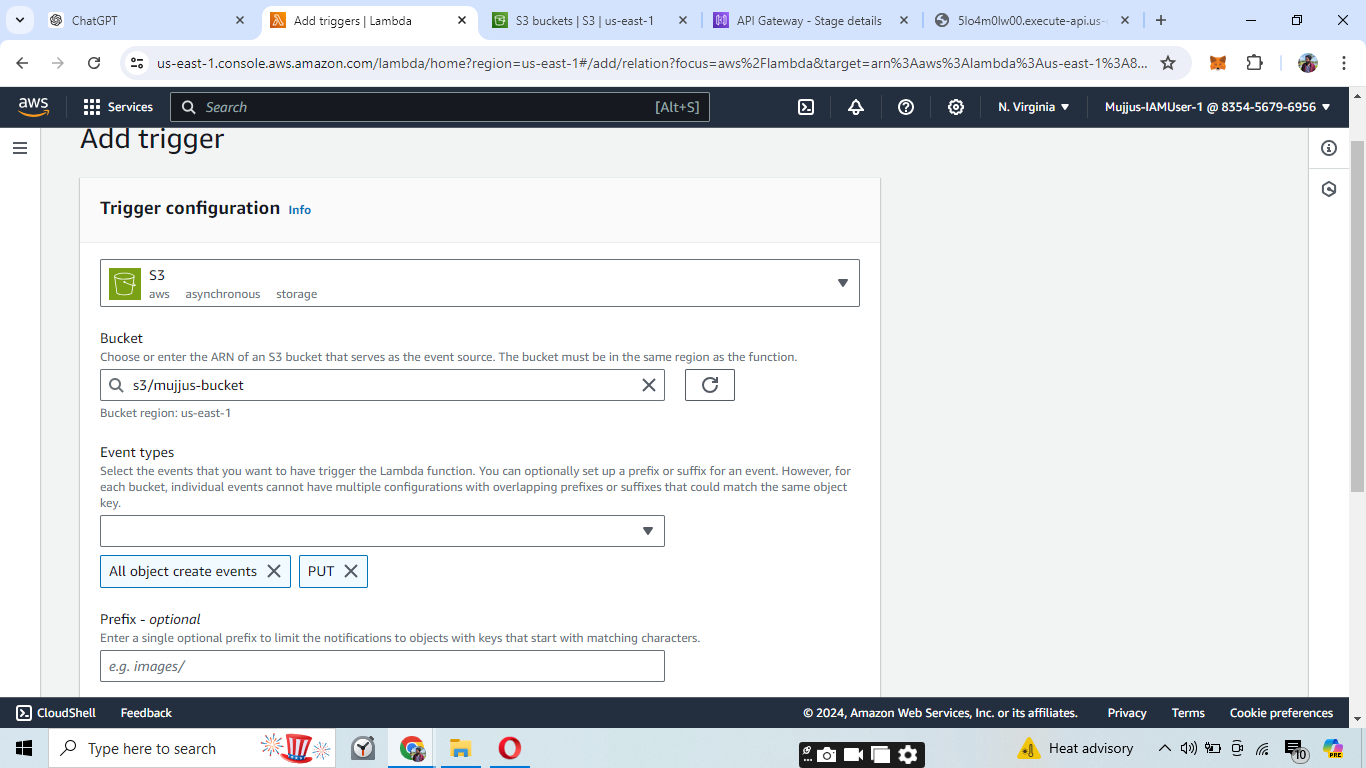 ChatGPT
Add triggers | Lambda
S3 buckets | S3 | us-east-1
API Gateway - Stage details
5lo4m0lw00.execute-api.us-
us-east-1.console.aws.amazon.com/lambda/home?region=us-east-1#/add/relation?focus=aws%2Flambda&target=arn%3Aaws%3Alambda%3Aus-east-1%3A8...
aws
Services
Search
[Alt+S]
N. Virginia
Mujjus-IAMUser-1 @ 8354-5679-6956
Add trigger
Trigger configuration Info
S3
aws asynchronous storage
Bucket
Choose or enter the ARN of an S3 bucket that serves as the event source. The bucket must be in the same region as the function.
s3/mujjus-bucket
Bucket region: us-east-1
Event types
Select the events that you want to have trigger the Lambda function. You can optionally set up a prefix or suffix for an event. However, for
each bucket, individual events cannot have multiple configurations with overlapping prefixes or suffixes that could match the same object
key.
All object create events
PUT
Prefix - optional
Enter a single optional prefix to limit the notifications to objects with keys that start with matching characters.
e.g. images/
CloudShell
Feedback
© 2024, Amazon Web Services, Inc. or its affiliates.
Privacy
Terms
Cookie preferences
Type here to search
Heat advisory
10
PRE